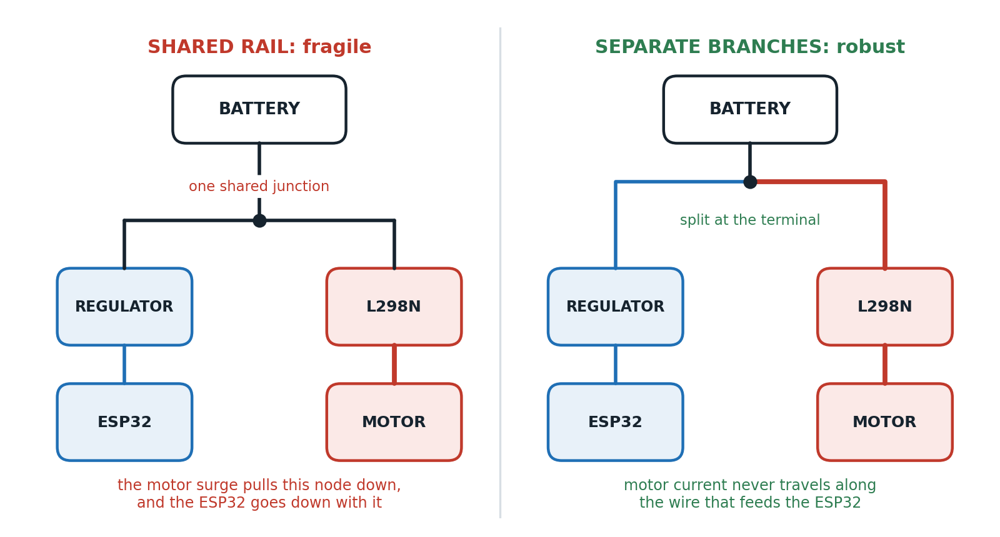 SHARED RAIL: fragile
BATTERY
one shared junction
REGULATOR
L298N
ESP32
MOTOR
the motor surge pulls this node down,
and the ESP32 goes down with it
SEPARATE BRANCHES: robust
BATTERY
split at the terminal
REGULATOR
L298N
ESP32
MOTOR
motor current never travels along
the wire that feeds the ESP32